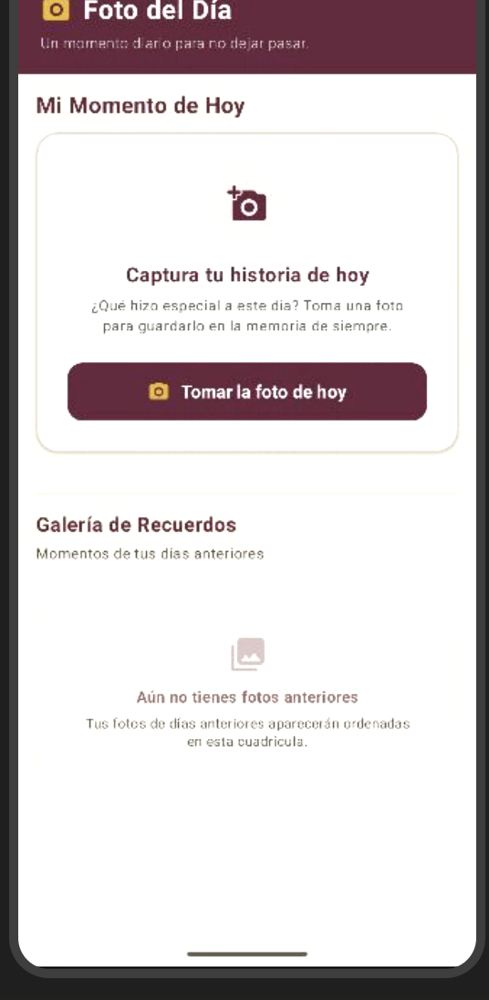 Foto del Día
Un momento diario para no dejar pasar.
Mi Momento de Hoy
Captura tu historia de hoy
¿Qué hizo especial a este día? Toma una foto
para guardarlo en la memoria de siempre.
Tomar la foto de hoy
Galería de Recuerdos
Momentos de tus días anteriores
Aún no tienes fotos anteriores
Tus fotos de días anteriores aparecerán ordenadas
en esta cuadrícula.